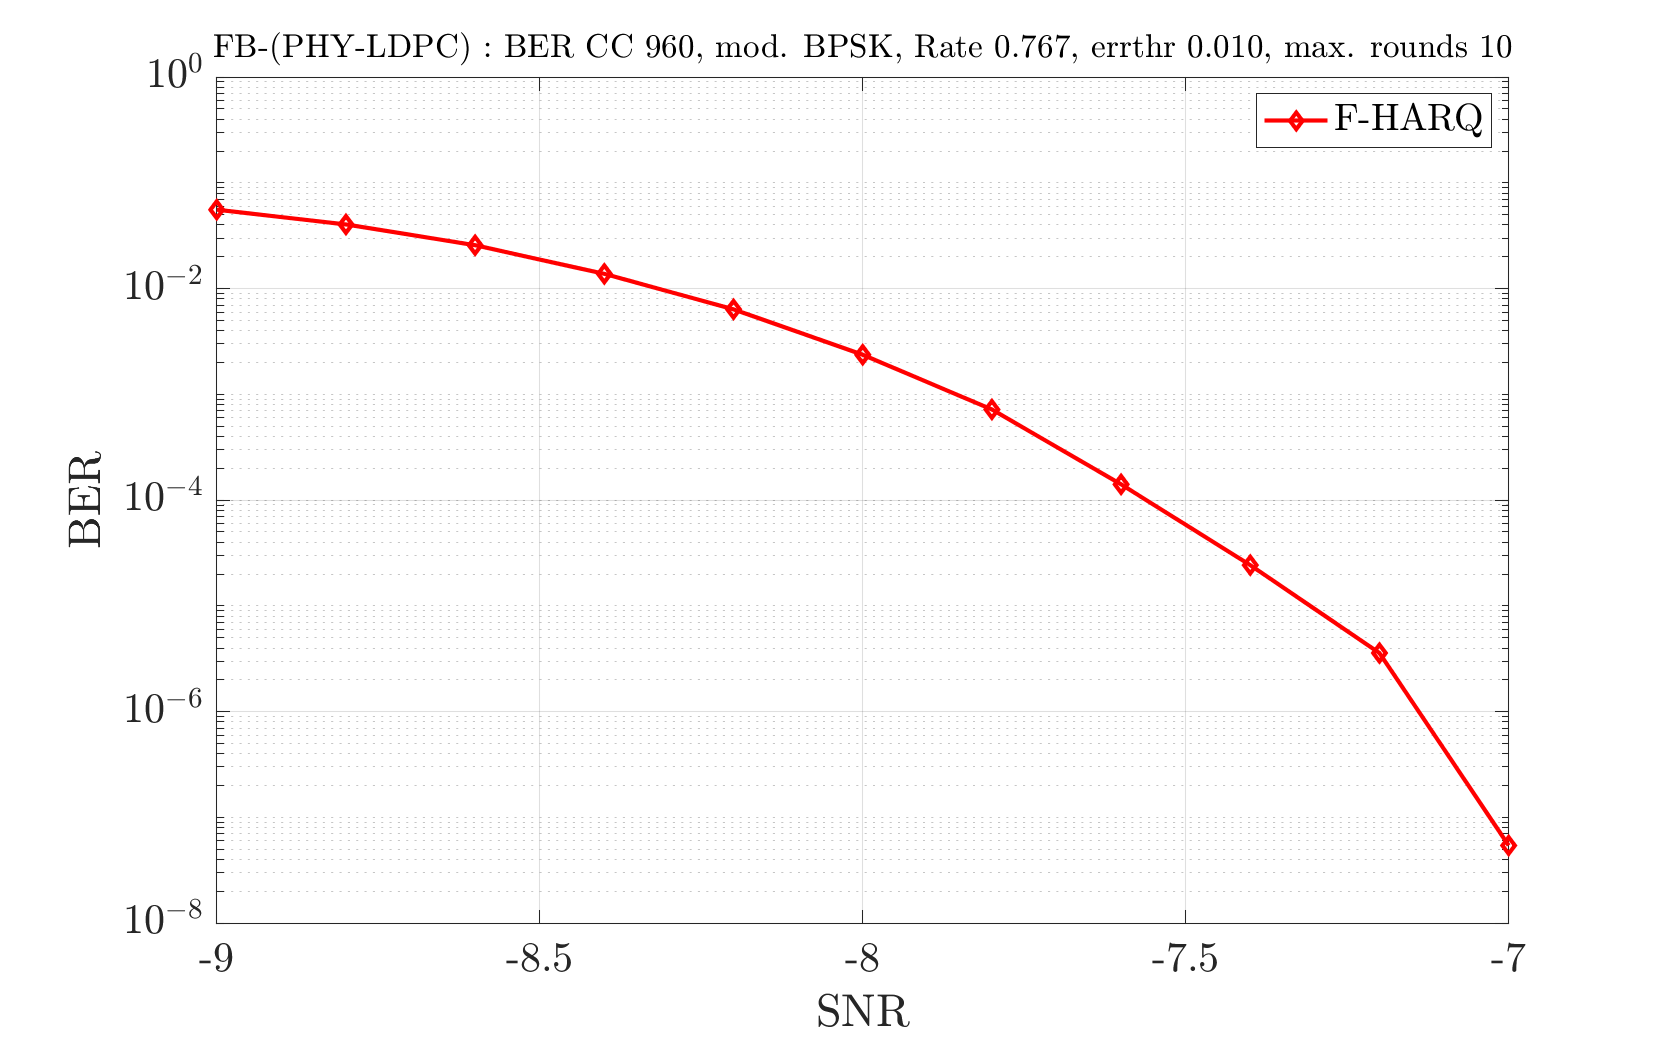 FB-(PHY-LDPC) : BER CC 960, mod. BPSK, Rate 0.767, errthr 0.010, max. rounds 10
F-HARQ
10^0
10^{-2}
10^{-4}
10^{-6}
10^{-8}
BER
-9 -8.5 -8 -7.5 -7
SNR